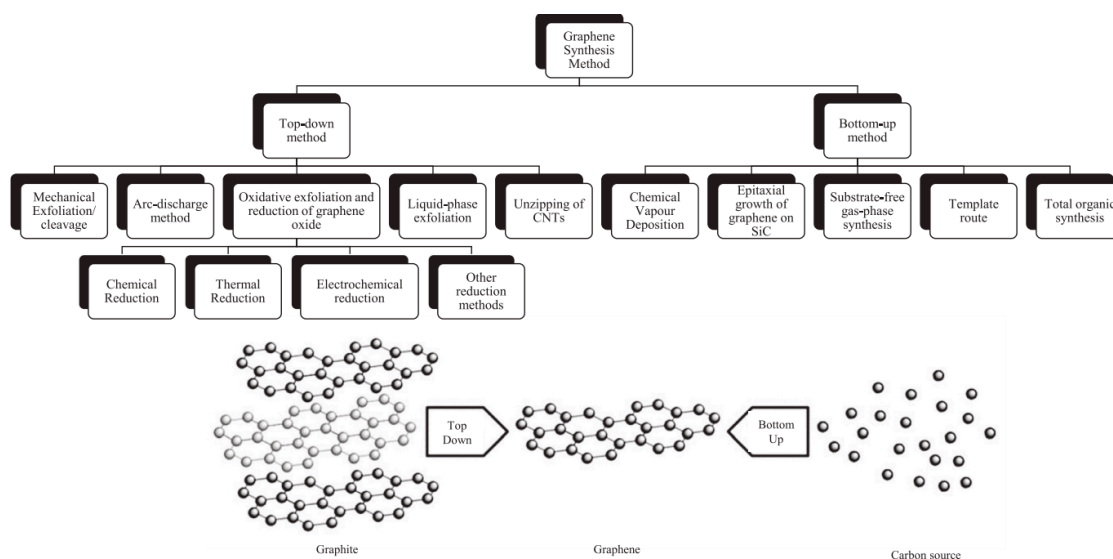 Graphene
Synthesis
Method
Top-down
method
Bottom-up
method
Mechanical
Exfoliation/
cleavage
Arc-discharge
method
Oxidative exfoliation and
reduction of graphene
oxide
Liquid-phase
exfoliation
Unzipping of
CNTs
Chemical
Vapour
Deposition
Epitaxial
growth of
graphene on
SiC
Substrate-free
gas-phase
synthesis
Template
route
Total organic
synthesis
Chemical
Reduction
Thermal
Reduction
Electrochemical
reduction
Other
reduction
methods
Top
Down
Bottom
Up
Graphite
Graphene
Carbon source